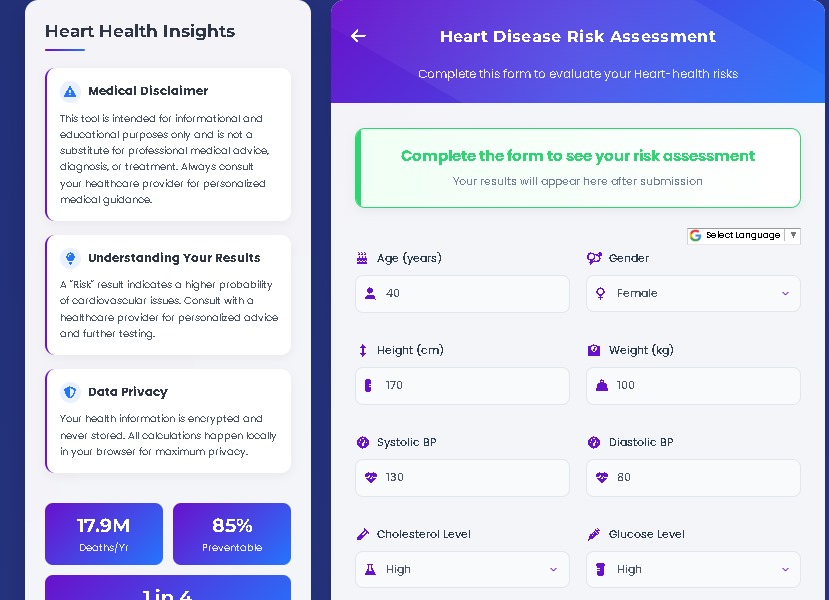 Heart Health Insights
Medical Disclaimer
This tool is intended for informational and
educational purposes only and is not a
substitute for professional medical advice,
diagnosis, or treatment. Always consult
your healthcare provider for personalized
medical guidance.
Understanding Your Results
A "Risk" result indicates a higher probability
of cardiovascular issues. Consult with a
healthcare provider for personalized advice
and further testing.
Data Privacy
Your health information is encrypted and
never stored. All calculations happen locally
in your browser for maximum privacy.
17.9M
Deaths/Yr
85%
Preventable
1 in 4
Heart Disease Risk Assessment
Complete this form to evaluate your Heart-health risks
Complete the form to see your risk assessment
Your results will appear here after submission
Select Language ▼
Age (years)
40
Gender
Female
Height (cm)
170
Weight (kg)
100
Systolic BP
130
Diastolic BP
80
Cholesterol Level
High
Glucose Level
High